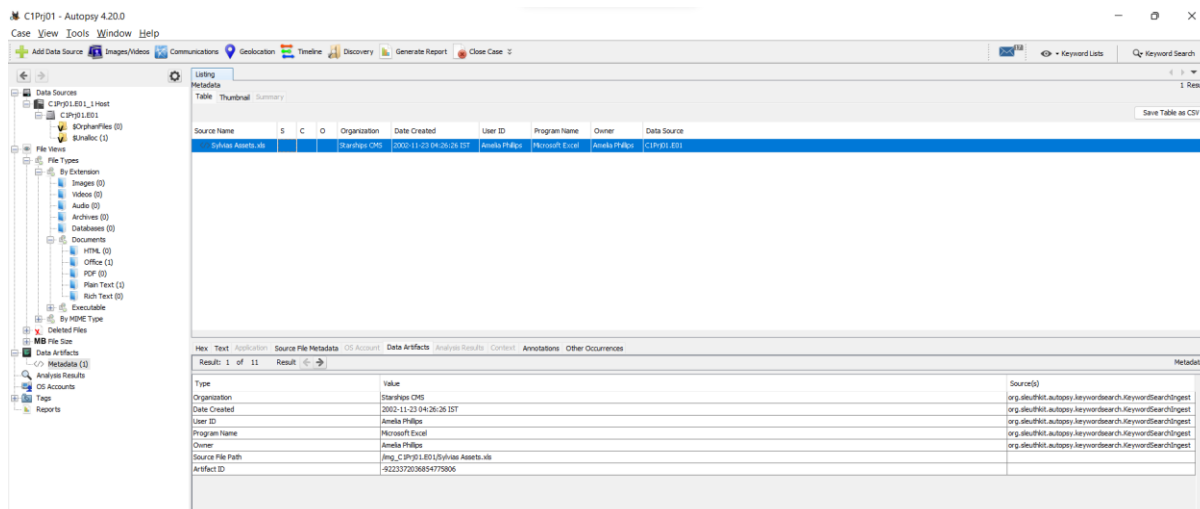 C1Prj01 - Autopsy 4.20.0
Case View Tools Window Help
Add Data Source Images/Videos Communications Geolocation Timeline Discovery Generate Report Close Case Keyword Lists Keyword Search
Listing
Metadata
1 Resu
Table Thumbnail Summary
Save Table as CSV
Source Name S C O Organization Date Created User ID Program Name Owner Data Source
Sylvias Assets.xls Starships CMS 2002-11-23 04:26:26 IST Amelia Phillips Microsoft Excel Amelia Phillips C1Prj01.E01
Data Sources
C1Prj01.E01_1 Host
C1Prj01.E01
$OrphanFiles (0)
$Unalloc (1)
File Views
File Types
By Extension
Images (0)
Videos (0)
Audio (0)
Archives (0)
Databases (0)
Documents
HTML (0)
Office (1)
PDF (0)
Plain Text (1)
Rich Text (0)
Executable
By MIME Type
Deleted Files
MB File Size
Data Artifacts
Metadata (1)
Analysis Results
OS Accounts
Tags
Reports
Hex Text Application Source File Metadata OS Account Data Artifacts Analysis Results Context Annotations Other Occurrences
Result: 1 of 11 Result Metadat
Type Value Source(s)
Organization Starships CMS org.sleuthkit.autopsy.keywordsearch.KeywordSearchIngest
Date Created 2002-11-23 04:26:26 IST org.sleuthkit.autopsy.keywordsearch.KeywordSearchIngest
User ID Amelia Phillips org.sleuthkit.autopsy.keywordsearch.KeywordSearchIngest
Program Name Microsoft Excel org.sleuthkit.autopsy.keywordsearch.KeywordSearchIngest
Owner Amelia Phillips org.sleuthkit.autopsy.keywordsearch.KeywordSearchIngest
Source File Path /img_C1Prj01.E01/Sylvias Assets.xls
Artifact ID -9223372036854775806